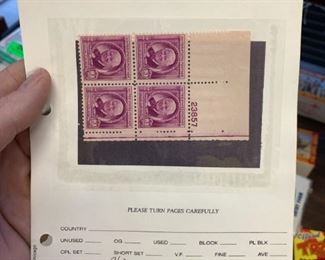 23857
PLEASE TURN PAGES CAREFULLY
COUNTRY
UNUSED OG USED BLOCK PL BLK
CPL SET SHORT SET V.F. FINE AVE